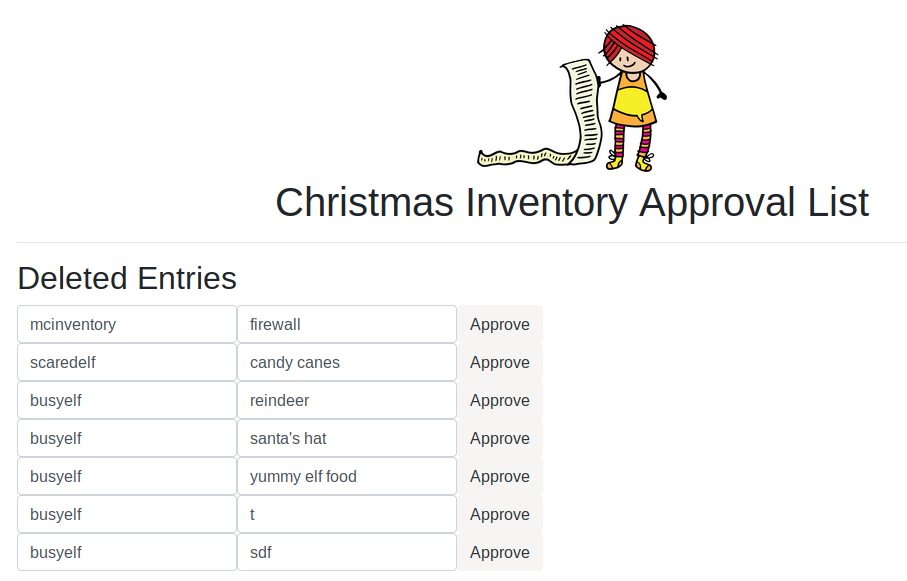 Christmas Inventory Approval List
Deleted Entries
mcinventory firewall Approve
scaredelf candy canes Approve
busyelf reindeer Approve
busyelf santa's hat Approve
busyelf yummy elf food Approve
busyelf t Approve
busyelf sdf Approve